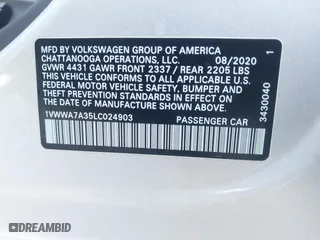 MFD BY VOLKSWAGEN GROUP OF AMERICA
CHATTANOOGA OPERATIONS, LLC. 08/2020 1
GVWR 4431 GAWR FRONT 2337 / REAR 2205 LBS
THIS VEHICLE CONFORMS TO ALL APPLICABLE U.S.
FEDERAL MOTOR VEHICLE SAFETY, BUMPER, AND
THEFT PREVENTION STANDARDS IN EFFECT ON THE
DATE OF MANUFACTURE SHOWN ABOVE.
1VWWA7A35LC024903 PASSENGER CAR
3430040
© DREAMBID